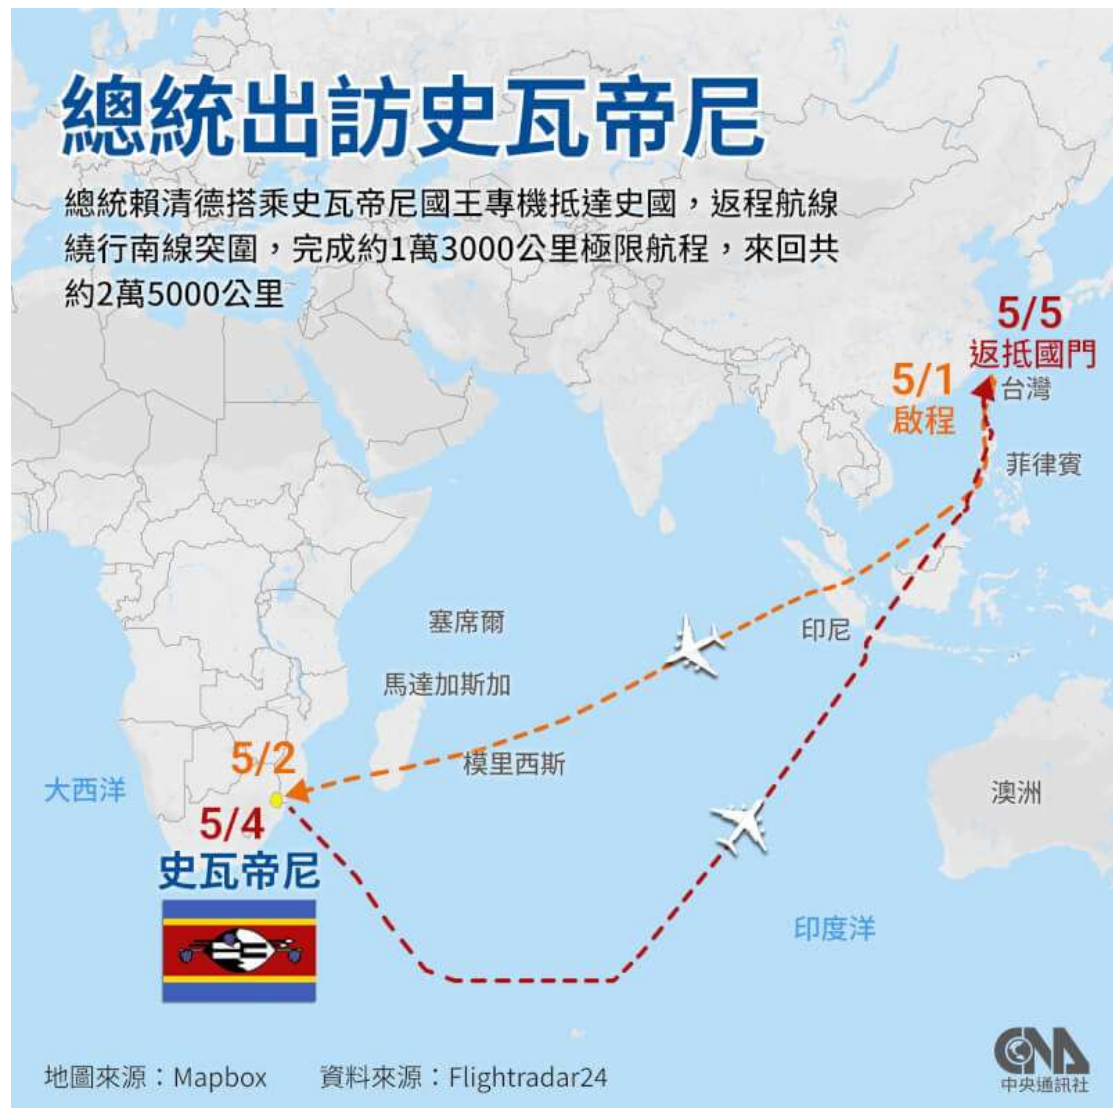 總統出訪史瓦帝尼
總統賴清德搭乘史瓦帝尼國王專機抵達史國，返程航線
繞行南線突圍，完成約1萬3000公里極限航程，來回共
約2萬5000公里
5/5
返抵國門
5/1
啟程
台灣
菲律賓
塞席爾
印尼
馬達加斯加
5/2
模里西斯
大西洋
澳洲
5/4
史瓦帝尼
印度洋
地圖來源：Mapbox
資料來源：Flightradar24
CNA
中央通訊社